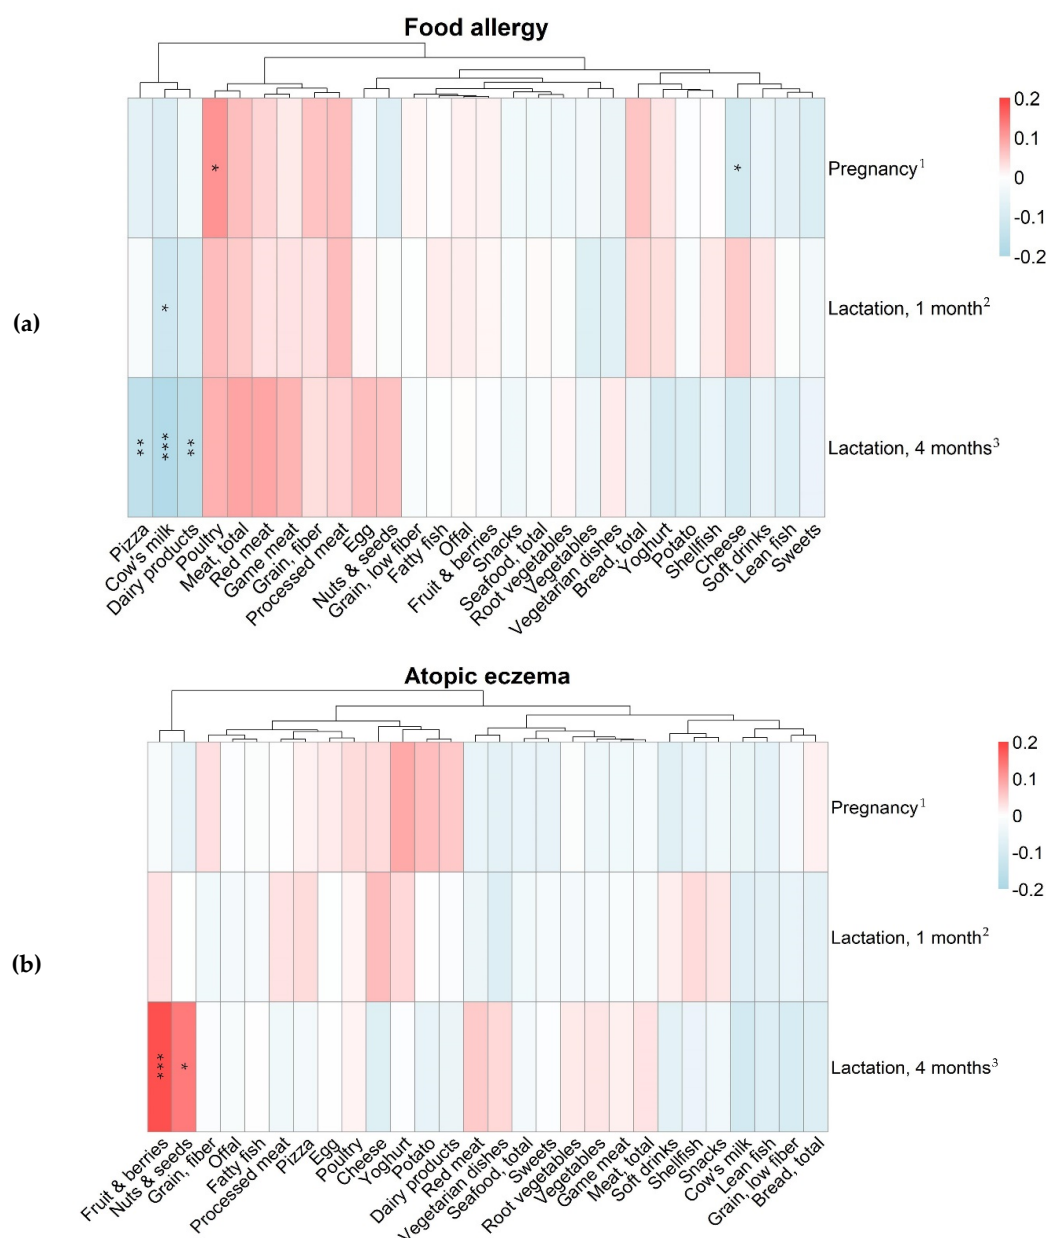 Food allergy
0.2
0.1
0
-0.1
-0.2
*
*
Pregnancy1
*
Lactation, 1 month2
(a)
**
***
**
Lactation, 4 months3
Pizza
Cow's milk
Dairy products
Poultry
Meat, total
Red meat
Game meat
Grain, fiber
Processed meat
Egg
Nuts & seeds
Grain, low fiber
Fatty fish
Offal
Fruit & berries
Snacks
Seafood, total
Root vegetables
Vegetables
Vegetarian dishes
Bread, total
Yoghurt
Potato
Shellfish
Cheese
Soft drinks
Lean fish
Sweets
Atopic eczema
0.2
0.1
0
-0.1
-0.2
Pregnancy1
Lactation, 1 month2
(b)
***
*
Lactation, 4 months3
Fruit & berries
Nuts & seeds
Grain, fiber
Offal
Fatty fish
Processed meat
Pizza
Egg
Poultry
Cheese
Yoghurt
Potato
Dairy products
Red meat
Vegetarian dishes
Seafood, total
Sweets
Root vegetables
Vegetables
Game meat
Meat, total
Soft drinks
Shellfish
Snacks
Cow's milk
Lean fish
Grain, low fiber
Bread, total